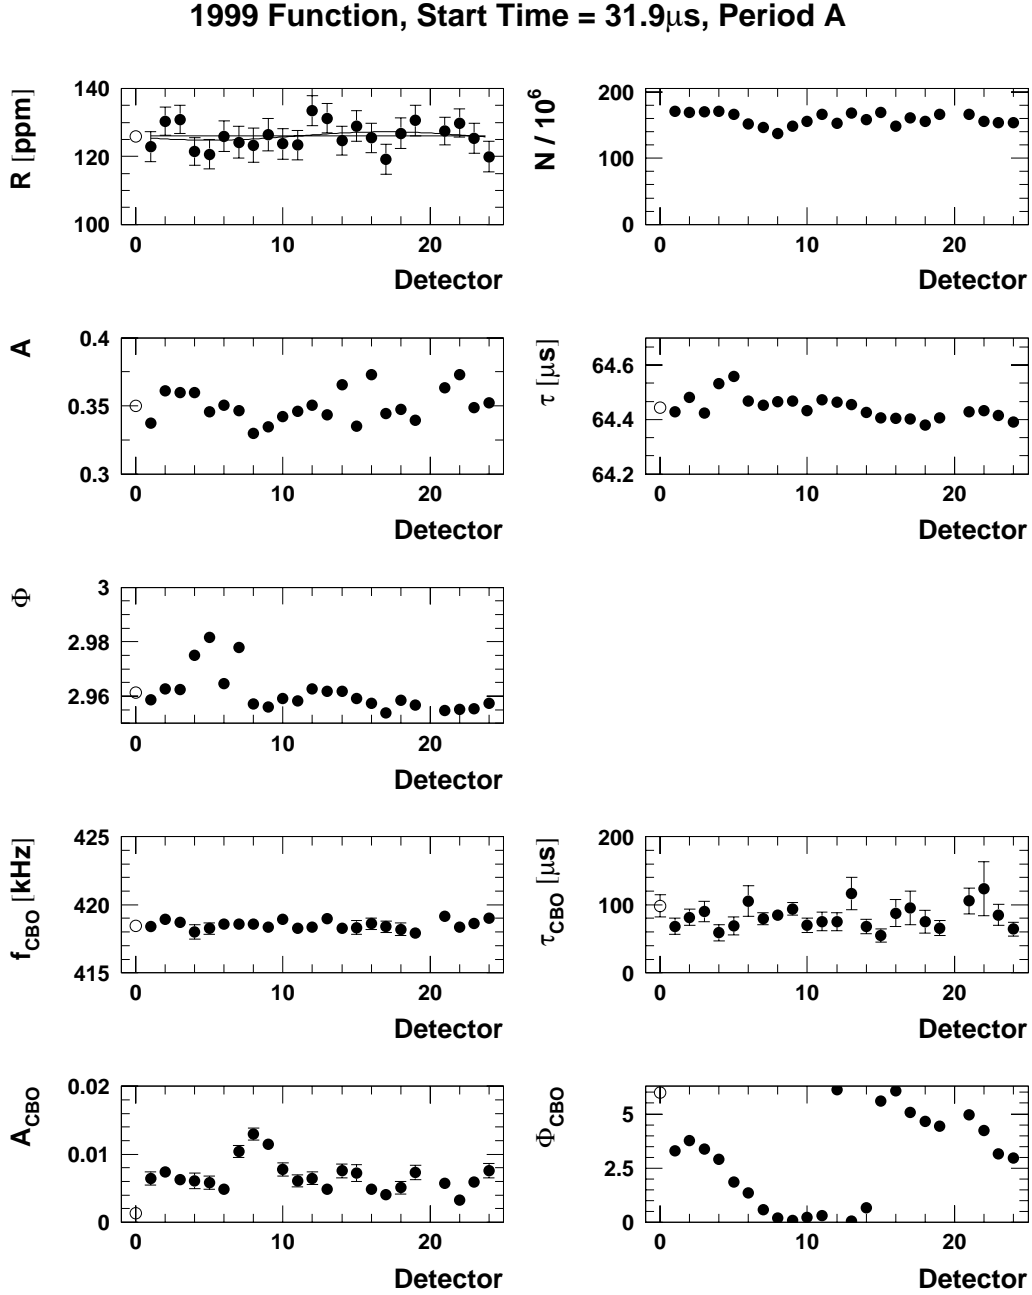 1999 Function, Start Time = 31.9μs, Period A
R [ppm]
140
120
100
0 10 20
Detector
N / 10⁶
200
100
0
0 10 20
Detector
A
0.4
0.35
0.3
0 10 20
Detector
τ [μs]
64.6
64.4
64.2
0 10 20
Detector
Φ
3
2.98
2.96
0 10 20
Detector
f_CBO [kHz]
425
420
415
0 10 20
Detector
τ_CBO [μs]
200
100
0
0 10 20
Detector
A_CBO
0.02
0.01
0
0 10 20
Detector
Φ_CBO
5
2.5
0
0 10 20
Detector